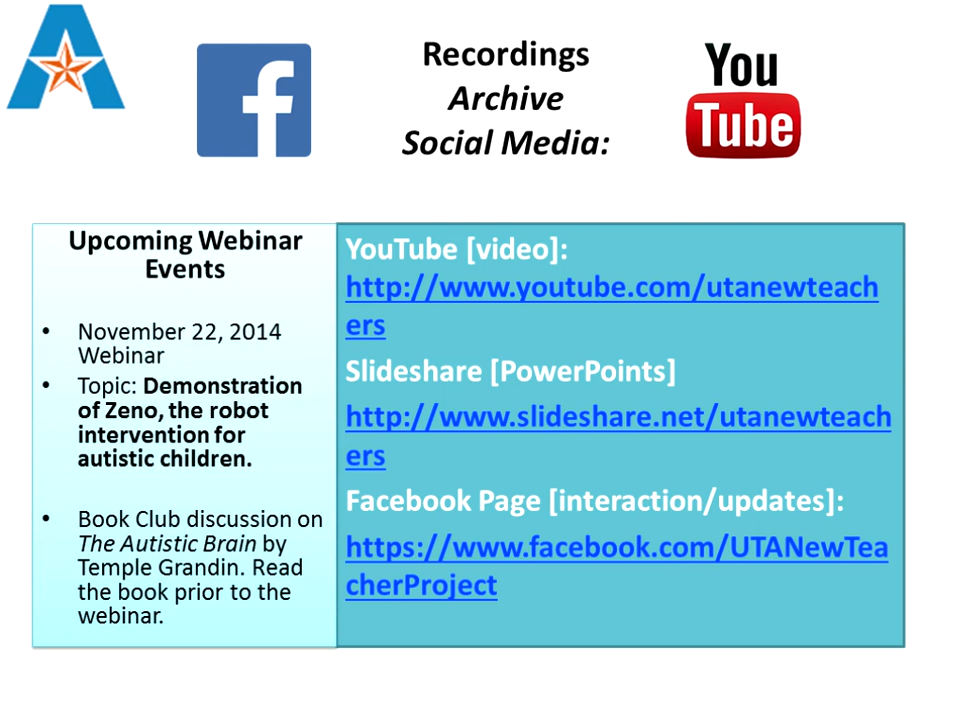 Recordings
Archive
Social Media:
You
Tube
Upcoming Webinar
Events
• November 22, 2014
Webinar
• Topic: Demonstration
of Zeno, the robot
intervention for
autistic children.
• Book Club discussion on
The Autistic Brain by
Temple Grandin. Read
the book prior to the
webinar.
YouTube [video]:
http://www.youtube.com/utanewteach
ers
Slideshare [PowerPoints]
http://www.slideshare.net/utanewteach
ers
Facebook Page [interaction/updates]:
https://www.facebook.com/UTANewTea
cherProject